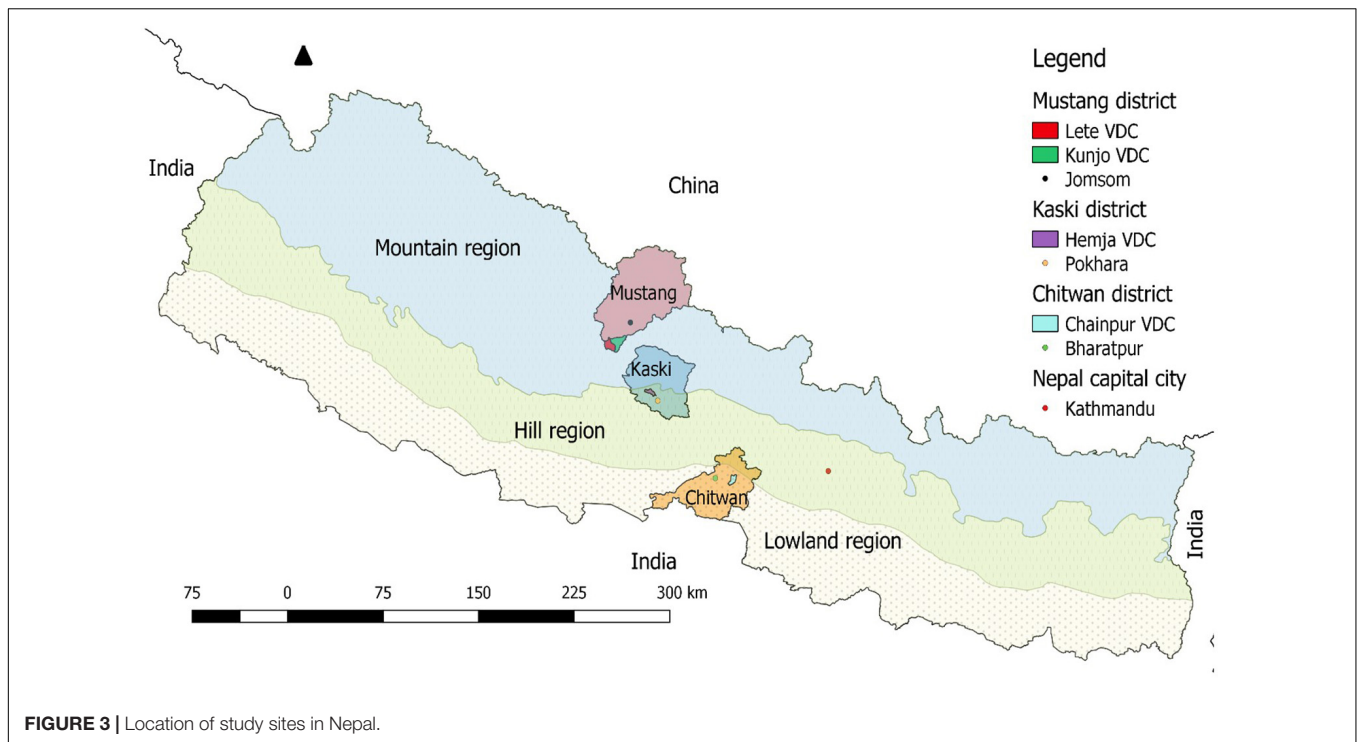 Legend
Mustang district
Lete VDC
Kunjo VDC
Jomsom
Kaski district
Hemja VDC
Pokhara
Chitwan district
Chainpur VDC
Bharatpur
Nepal capital city
Kathmandu
India
China
Mountain region
Mustang
Kaski
Hill region
Chitwan
Lowland region
India
India
75 0 75 150 225 300 km
FIGURE 3 | Location of study sites in Nepal.